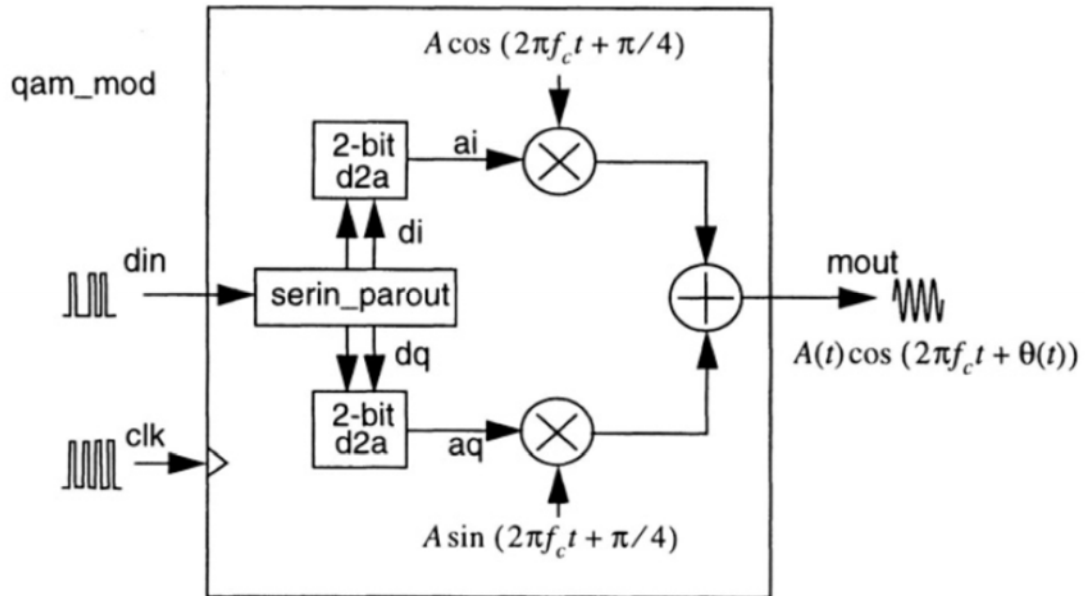 A cos (2πf_c t + π/4)
qam_mod
2-bit
d2a
ai
di
din
serin_parout
mout
A(t) cos (2πf_c t + θ(t))
dq
2-bit
d2a
aq
clk
A sin (2πf_c t + π/4)